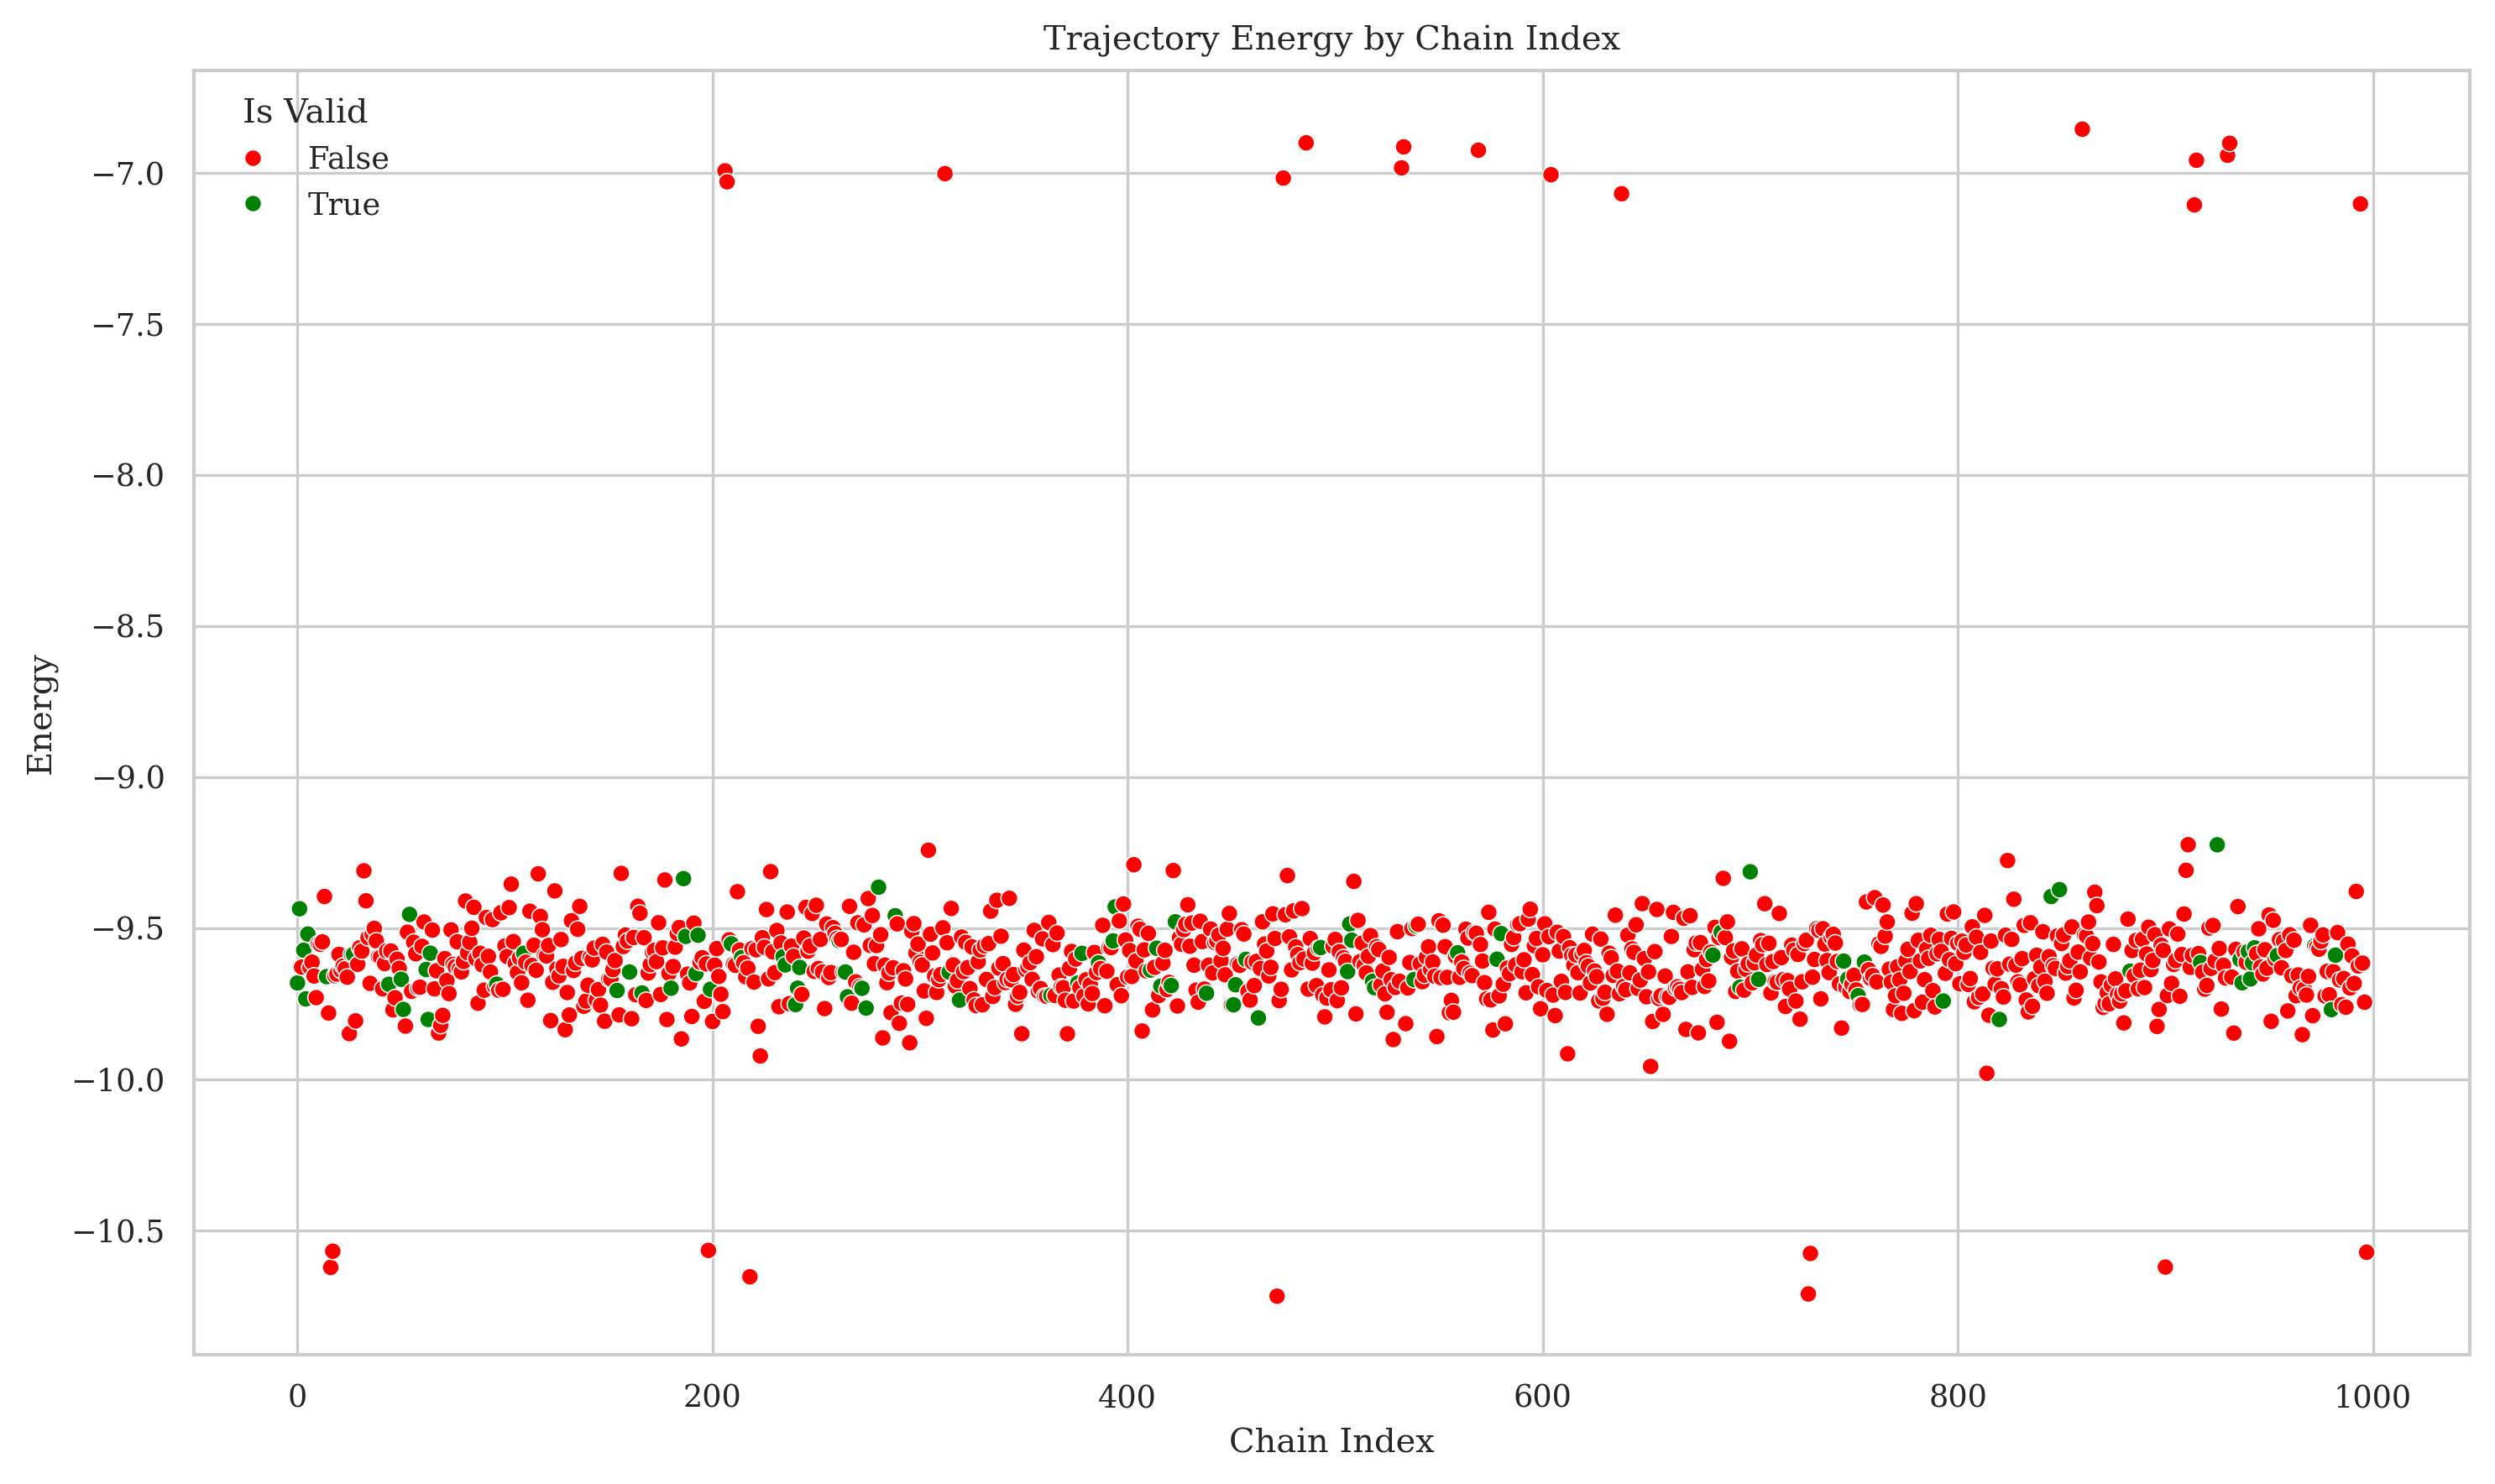 Trajectory Energy by Chain Index
Is Valid
False
True
−7.0
−7.5
−8.0
−8.5
−9.0
−9.5
−10.0
−10.5
Energy
0 200 400 600 800 1000
Chain Index